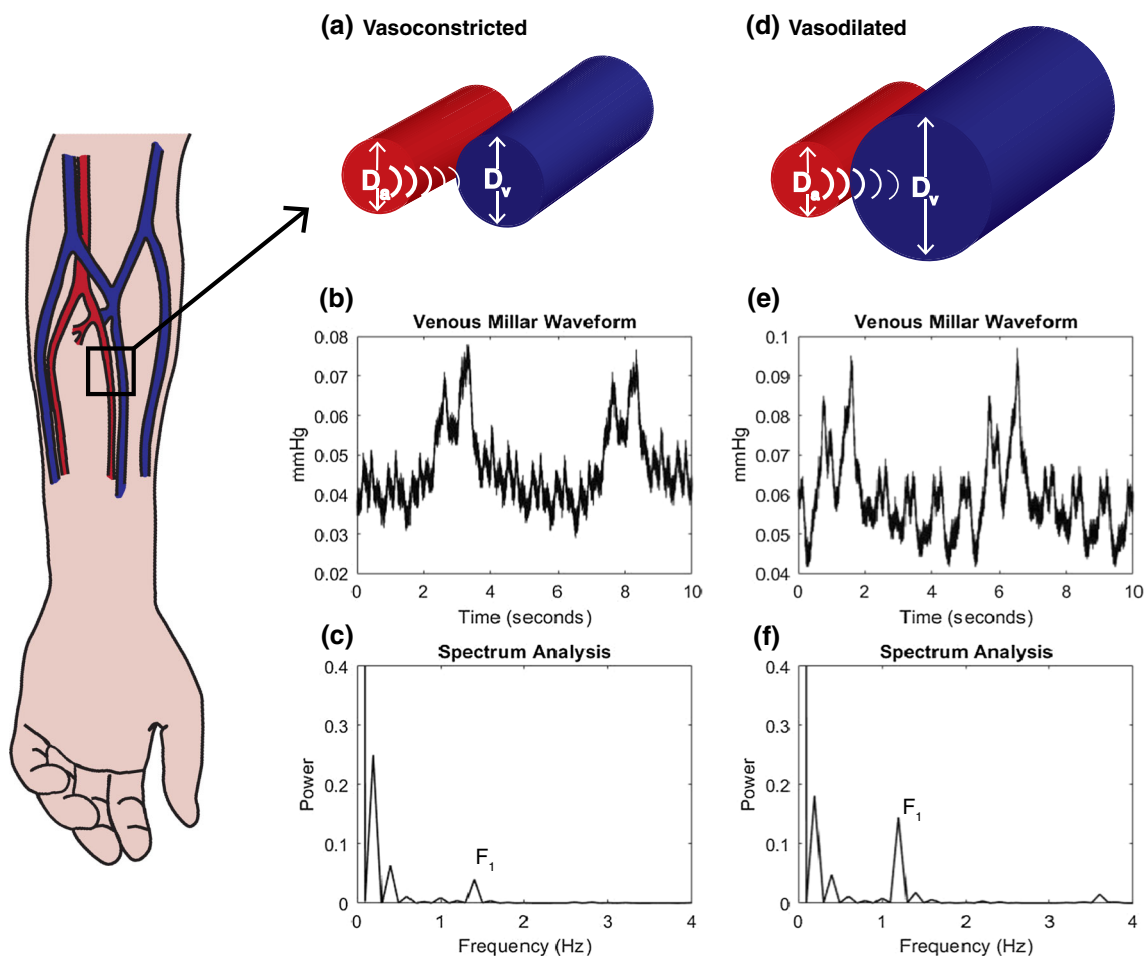 (a) Vasoconstricted
D_a
D_v
(d) Vasodilated
D_a
D_v
(b)
Venous Millar Waveform
mmHg
0.08
0.07
0.06
0.05
0.04
0.03
0.02
0 2 4 6 8 10
Time (seconds)
(e)
Venous Millar Waveform
mmHg
0.1
0.09
0.08
0.07
0.06
0.05
0.04
0 2 4 6 8 10
Time (seconds)
(c)
Spectrum Analysis
Power
0.4
0.3
0.2
0.1
0
F₁
0 1 2 3 4
Frequency (Hz)
(f)
Spectrum Analysis
Power
0.4
0.3
0.2
0.1
0
F₁
0 1 2 3 4
Frequency (Hz)